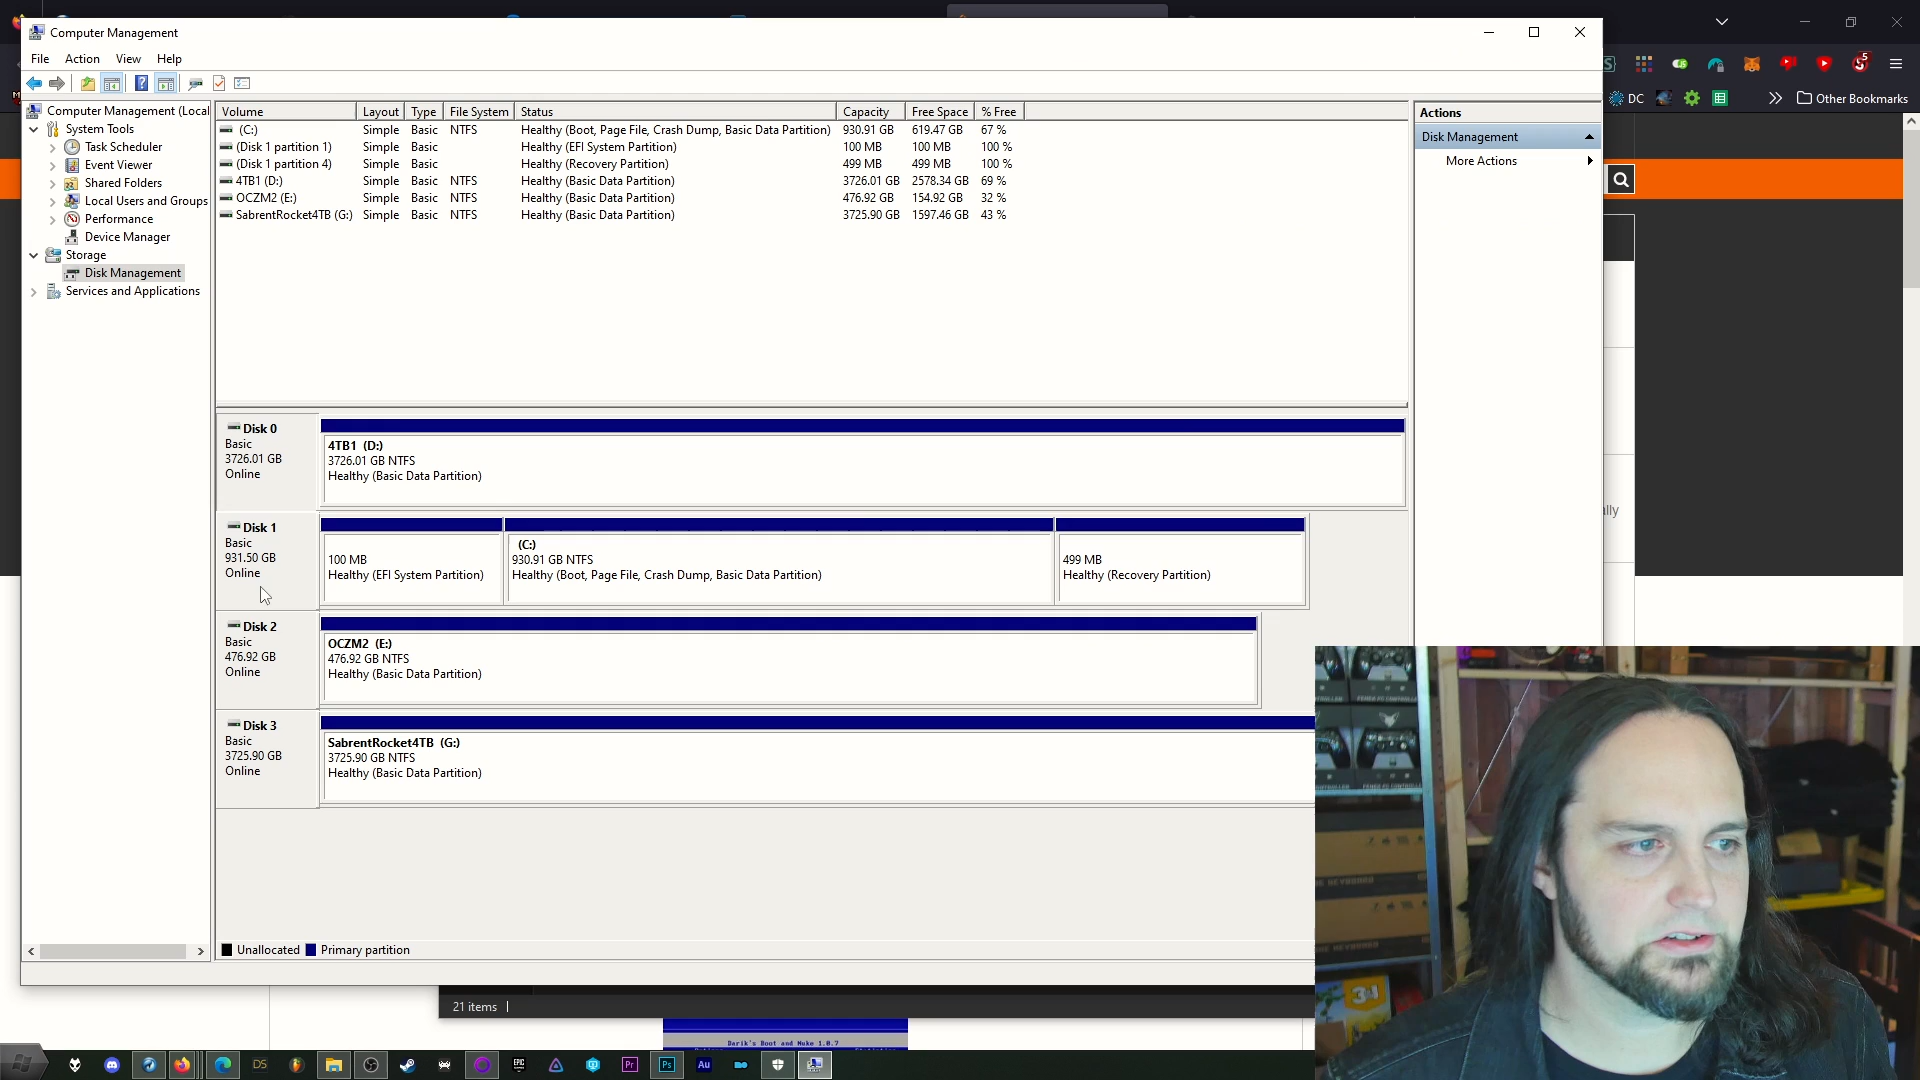 Computer Management
File Action View Help
DC
Other Bookmarks
Computer Management (Local
System Tools
Task Scheduler
Event Viewer
Shared Folders
Local Users and Groups
Performance
Device Manager
Storage
Disk Management
Services and Applications
Volume Layout Type File System Status Capacity Free Space % Free
(C:) Simple Basic NTFS Healthy (Boot, Page File, Crash Dump, Basic Data Partition) 930.91 GB 619.47 GB 67 %
(Disk 1 partition 1) Simple Basic Healthy (EFI System Partition) 100 MB 100 MB 100 %
(Disk 1 partition 4) Simple Basic Healthy (Recovery Partition) 499 MB 499 MB 100 %
4TB1 (D:) Simple Basic NTFS Healthy (Basic Data Partition) 3726.01 GB 2578.34 GB 69 %
OCZM2 (E:) Simple Basic NTFS Healthy (Basic Data Partition) 476.92 GB 154.92 GB 32 %
SabrentRocket4TB (G:) Simple Basic NTFS Healthy (Basic Data Partition) 3725.90 GB 1597.46 GB 43 %
Actions
Disk Management
More Actions
Disk 0
Basic
3726.01 GB
Online
4TB1 (D:)
3726.01 GB NTFS
Healthy (Basic Data Partition)
Disk 1
Basic
931.50 GB
Online
100 MB
Healthy (EFI System Partition)
(C:)
930.91 GB NTFS
Healthy (Boot, Page File, Crash Dump, Basic Data Partition)
499 MB
Healthy (Recovery Partition)
ally
Disk 2
Basic
476.92 GB
Online
OCZM2 (E:)
476.92 GB NTFS
Healthy (Basic Data Partition)
Disk 3
Basic
3725.90 GB
Online
SabrentRocket4TB (G:)
3725.90 GB NTFS
Healthy (Basic Data Partition)
Unallocated Primary partition
21 items
Darik's Boot and Nuke 1.0.7
DS
EPIC
Pr
Ps
Au